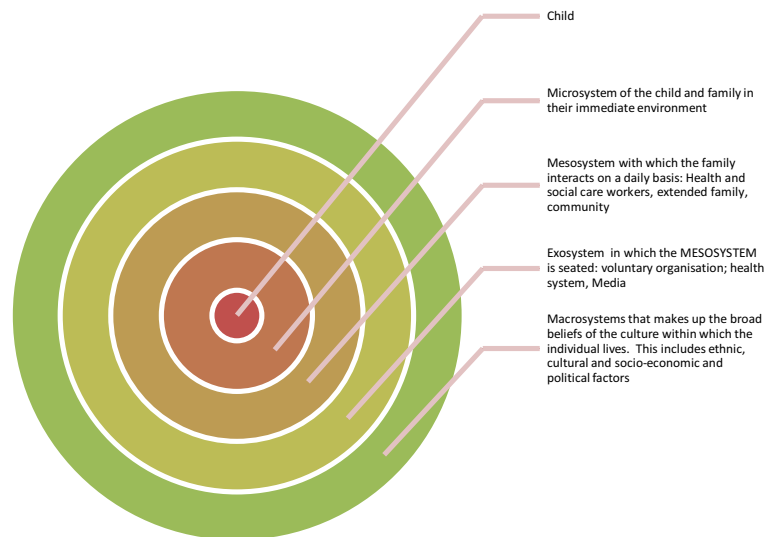 Child
Microsystem of the child and family in
their immediate environment
Mesosystem with which the family
interacts on a daily basis: Health and
social care workers, extended family,
community
Exosystem  in which the MESOSYSTEM
is seated: voluntary organisation; health
system, Media
Macrosystems that makes up the broad
beliefs of the culture within which the
individual lives.  This includes ethnic,
cultural and socio-economic and
political factors